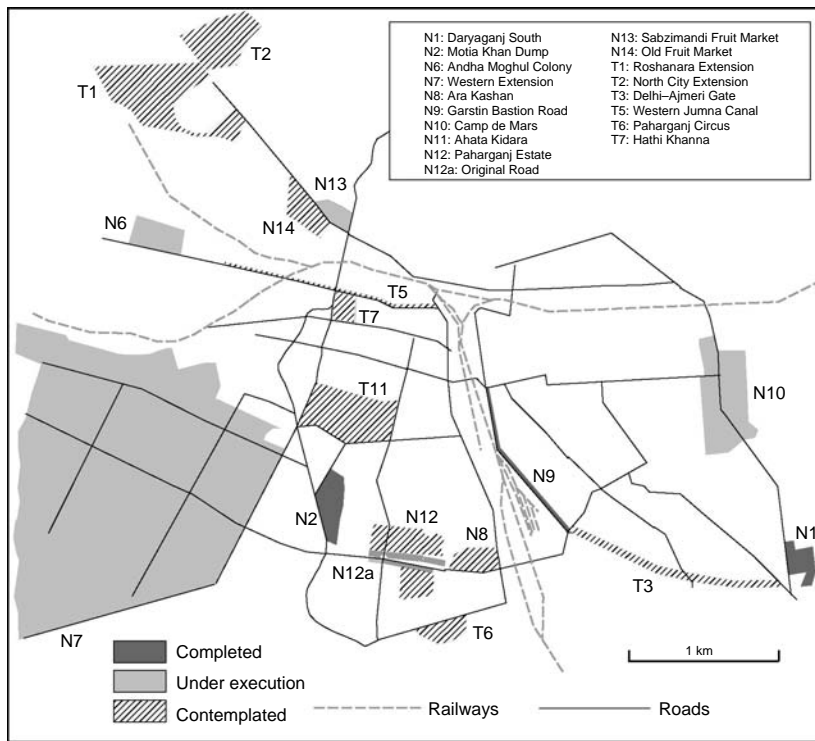 N1: Daryaganj South
N2: Motia Khan Dump
N6: Andha Moghul Colony
N7: Western Extension
N8: Ara Kashan
N9: Garstin Bastion Road
N10: Camp de Mars
N11: Ahata Kidara
N12: Paharganj Estate
N12a: Original Road
N13: Sabzimandi Fruit Market
N14: Old Fruit Market
T1: Roshanara Extension
T2: North City Extension
T3: Delhi–Ajmeri Gate
T5: Western Jumna Canal
T6: Paharganj Circus
T7: Hathi Khanna
T2
T1
N13
N14
N6
T5
T7
T11
N10
N9
N2
N12
N8
N1
N12a
T3
T6
N7
1 km
Completed
Under execution
Contemplated
Railways
Roads